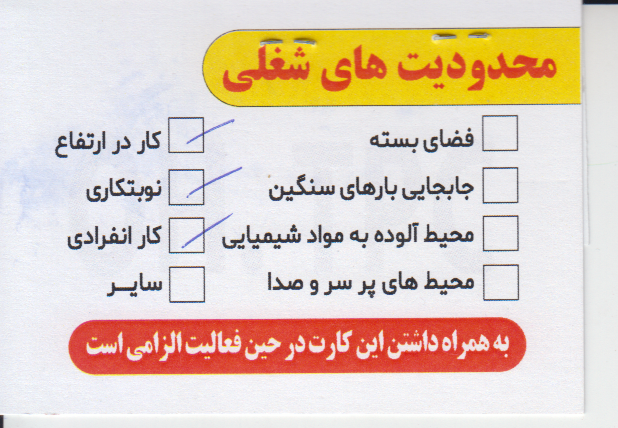 محدودیت های شغلی
فضای بسته
کار در ارتفاع
جابجایی بارهای سنگین
نوبتکاری
محیط آلوده به مواد شیمیایی
کار انفرادی
محیط های پر سر و صدا
سایـر
به همراه داشتن این کارت در حین فعالیت الزامی است